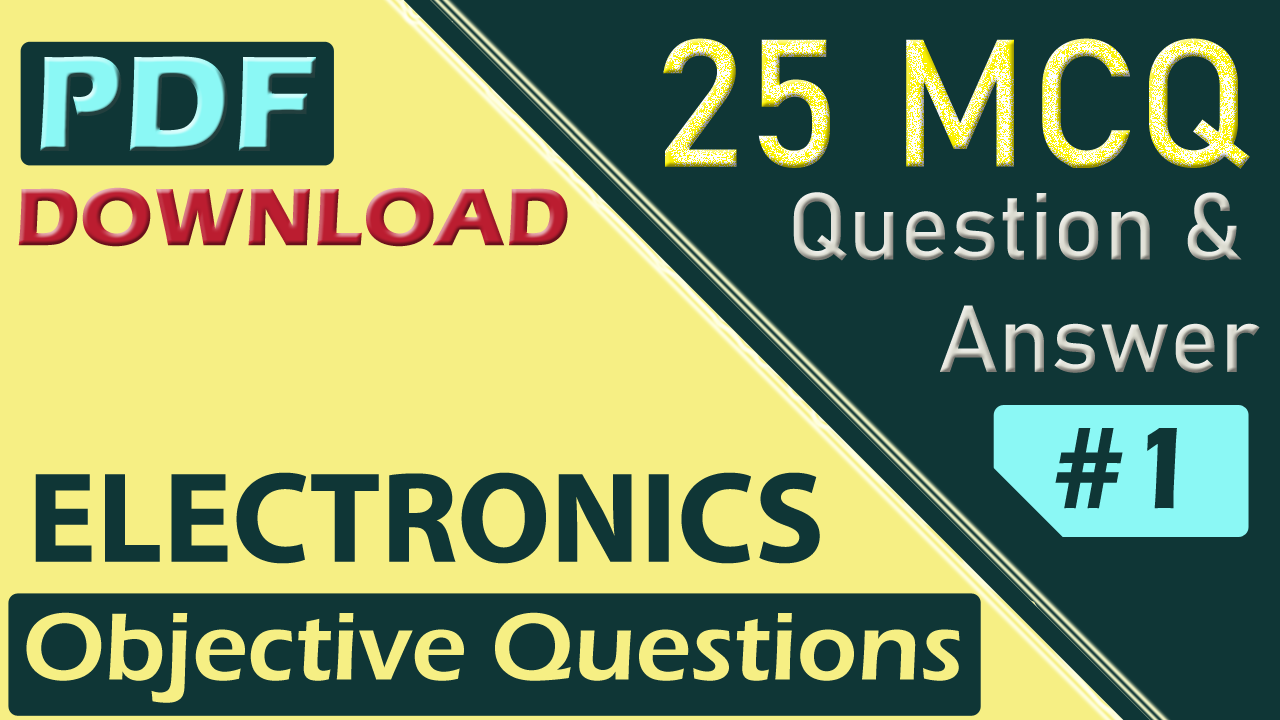 PDF
DOWNLOAD
25 MCQ
Question &
Answer
# 1
ELECTRONICS
Objective Questions